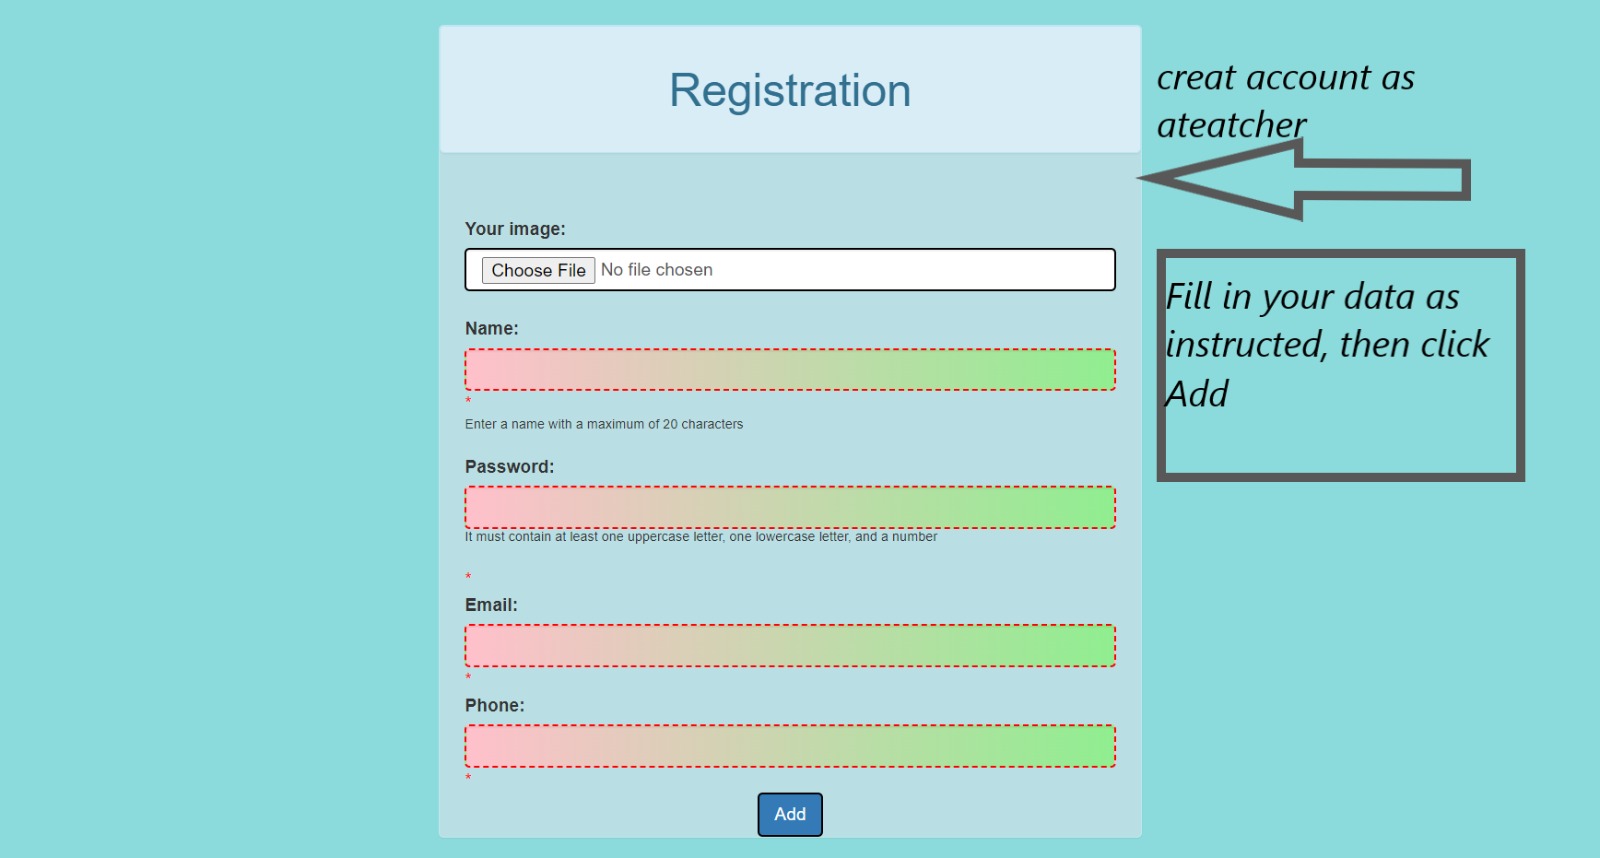 Registration
creat account as
ateatcher
Your image:
Choose File No file chosen
Name:
*
Enter a name with a maximum of 20 characters
Password:
It must contain at least one uppercase letter, one lowercase letter, and a number
*
Email:
*
Phone:
*
Add
Fill in your data as
instructed, then click
Add